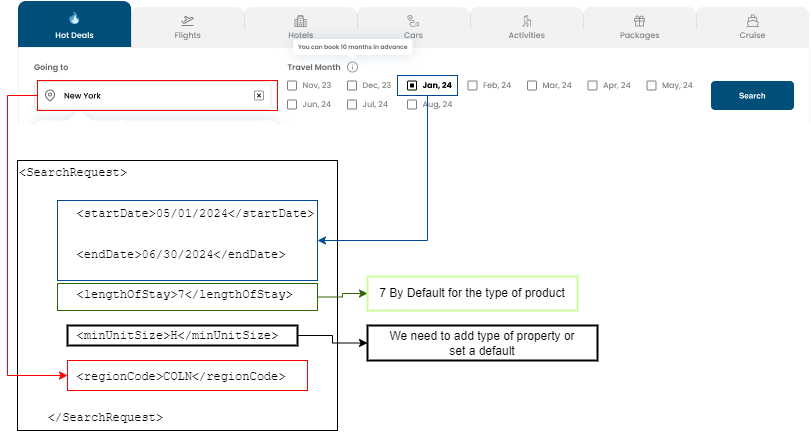 Hot Deals
Flights
Hotels
Cars
Activities
Packages
Cruise
You can book 10 months in advance
Going to
Travel Month
New York
Nov, 23
Dec, 23
Jan, 24
Feb, 24
Mar, 24
Apr, 24
May, 24
Jun, 24
Jul, 24
Aug, 24
Search
<SearchRequest>
<startDate>05/01/2024</startDate>
<endDate>06/30/2024</endDate>
<lengthOfStay>7</lengthOfStay>
7 By Default for the type of product
<minUnitSize>H</minUnitSize>
We need to add type of property or
set a default
<regionCode>COLN</regionCode>
</SearchRequest>